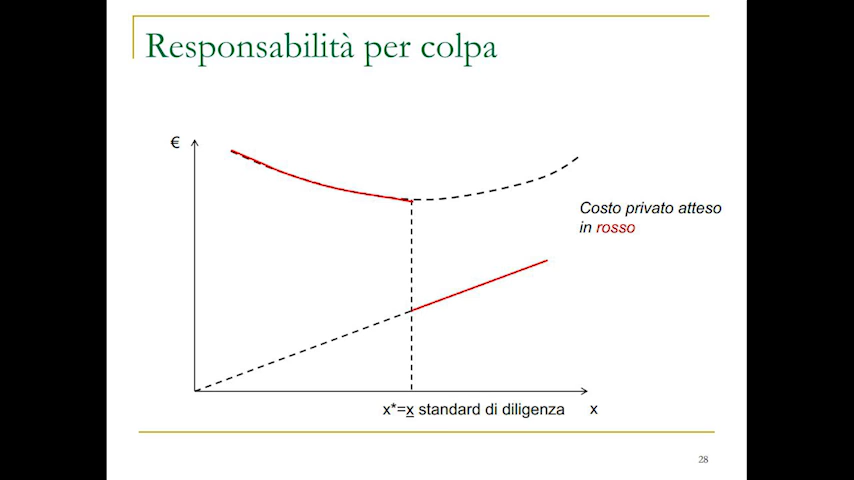 Responsabilità per colpa
€
Costo privato atteso
in rosso
x*=x standard di diligenza
x
28